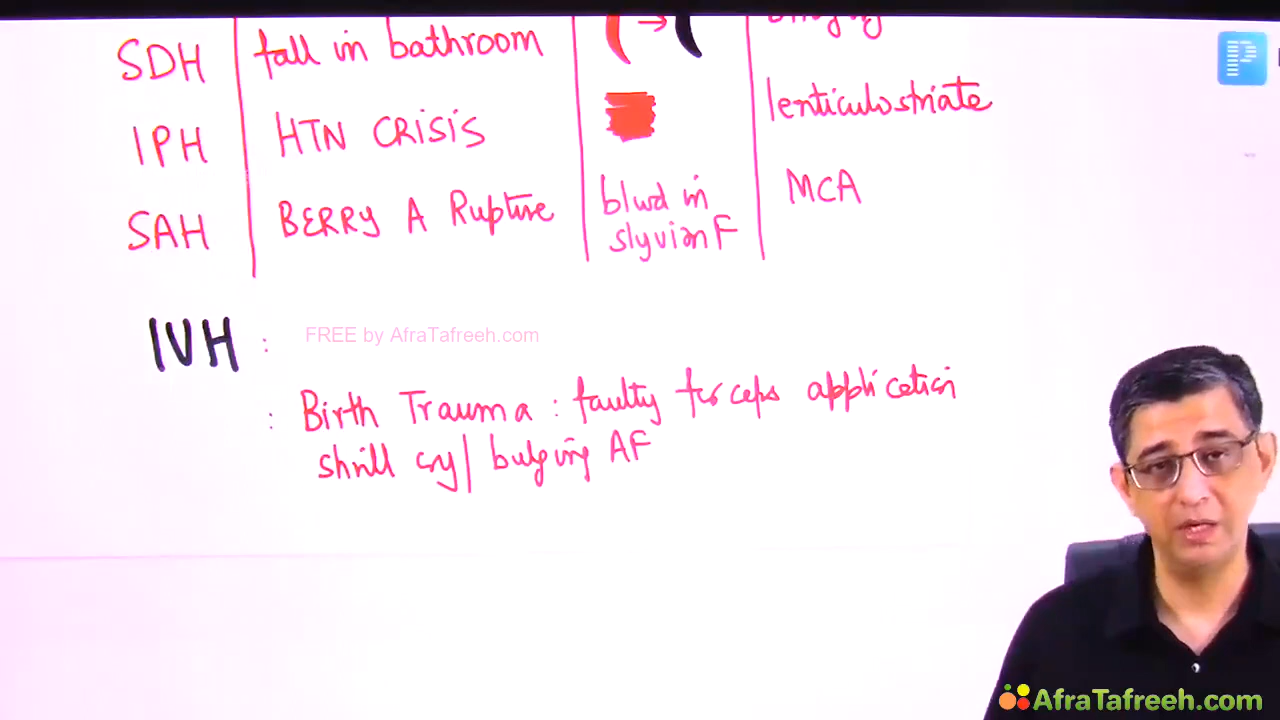 SDH fall in bathroom →
lenticulostriate
IPH HTN CRISIS
MCA
SAH BERRY A Rupture blood in
slyvian F
IVH :
FREE by AfraTafreeh.com
: Birth Trauma : faulty forceps application
shrill cry/ bulging AF
P
AfraTafreeh.com